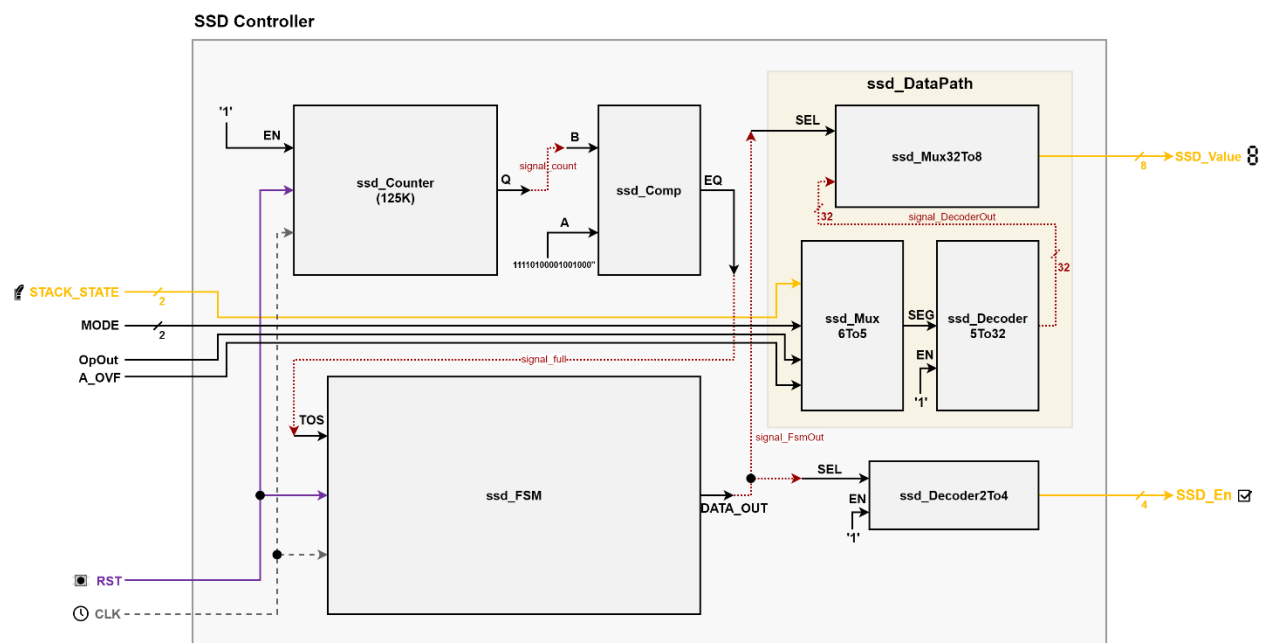 SSD Controller
ssd_DataPath
'1'
EN
B
SEL
signal_count
ssd_Mux32To8
SSD_Value
8
ssd_Counter
(125K)
Q
ssd_Comp
EQ
32
signal_DecoderOut
A
11110100001001000"
32
STACK_STATE
2
MODE
2
ssd_Mux
6To5
SEG
ssd_Decoder
5To32
EN
'1'
OpOut
signal_full
A_OVF
TOS
signal_FsmOut
SEL
ssd_FSM
DATA_OUT
EN
'1'
ssd_Decoder2To4
SSD_En
4
RST
CLK